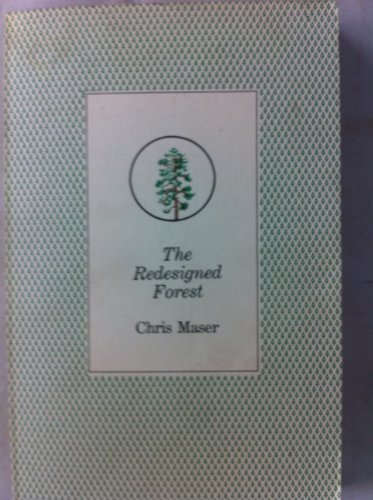 The
Redesigned
Forest
Chris Maser